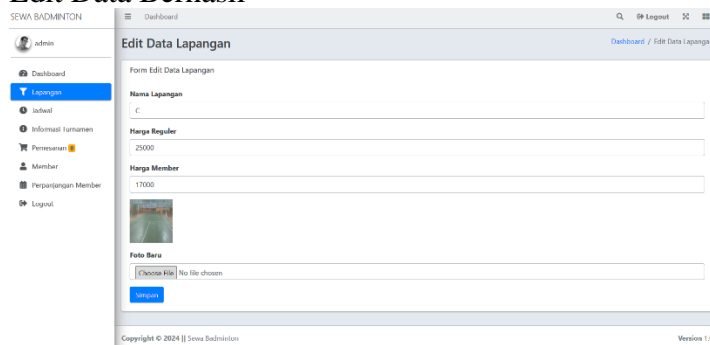 Edit Data Berhasil
SEWA BADMINTON
Dashboard
Logout
admin
Edit Data Lapangan
Dashboard / Edit Data Lapanga
Dashboard
Lapangan
Jadwal
Informasi Turnamen
Pemesanan
Member
Perpanjangan Member
Logout
Form Edit Data Lapangan
Nama Lapangan
C
Harga Reguler
25000
Harga Member
17000
Foto Baru
Choose File No file chosen
Simpan
Copyright © 2024 || Sewa Badminton
Version 1